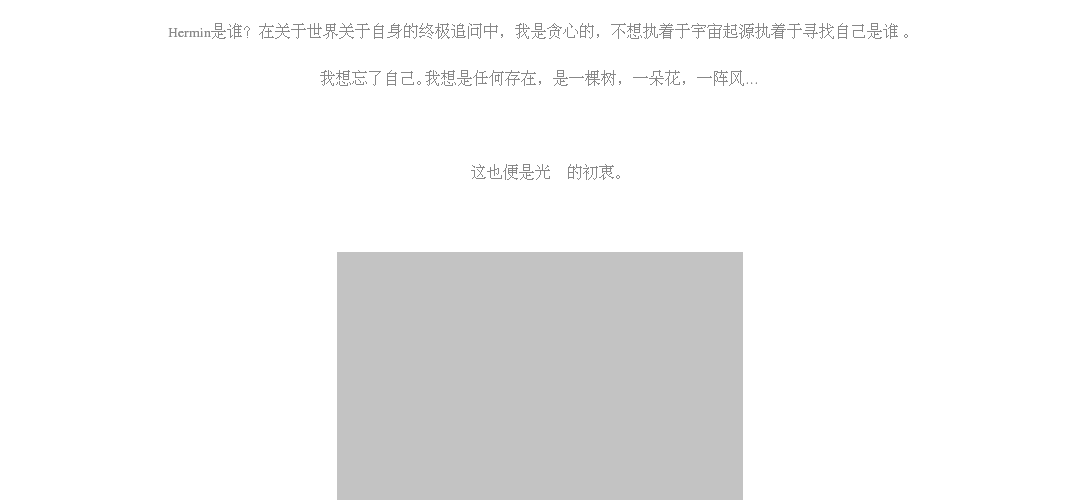 Hermin是谁？在关于世界关于自身的终极追问中，我是贪心的，不想执着于宇宙起源执着于寻找自己是谁 。
我想忘了自己。我想是任何存在，是一棵树，一朵花，一阵风…
这也便是光　的初衷。